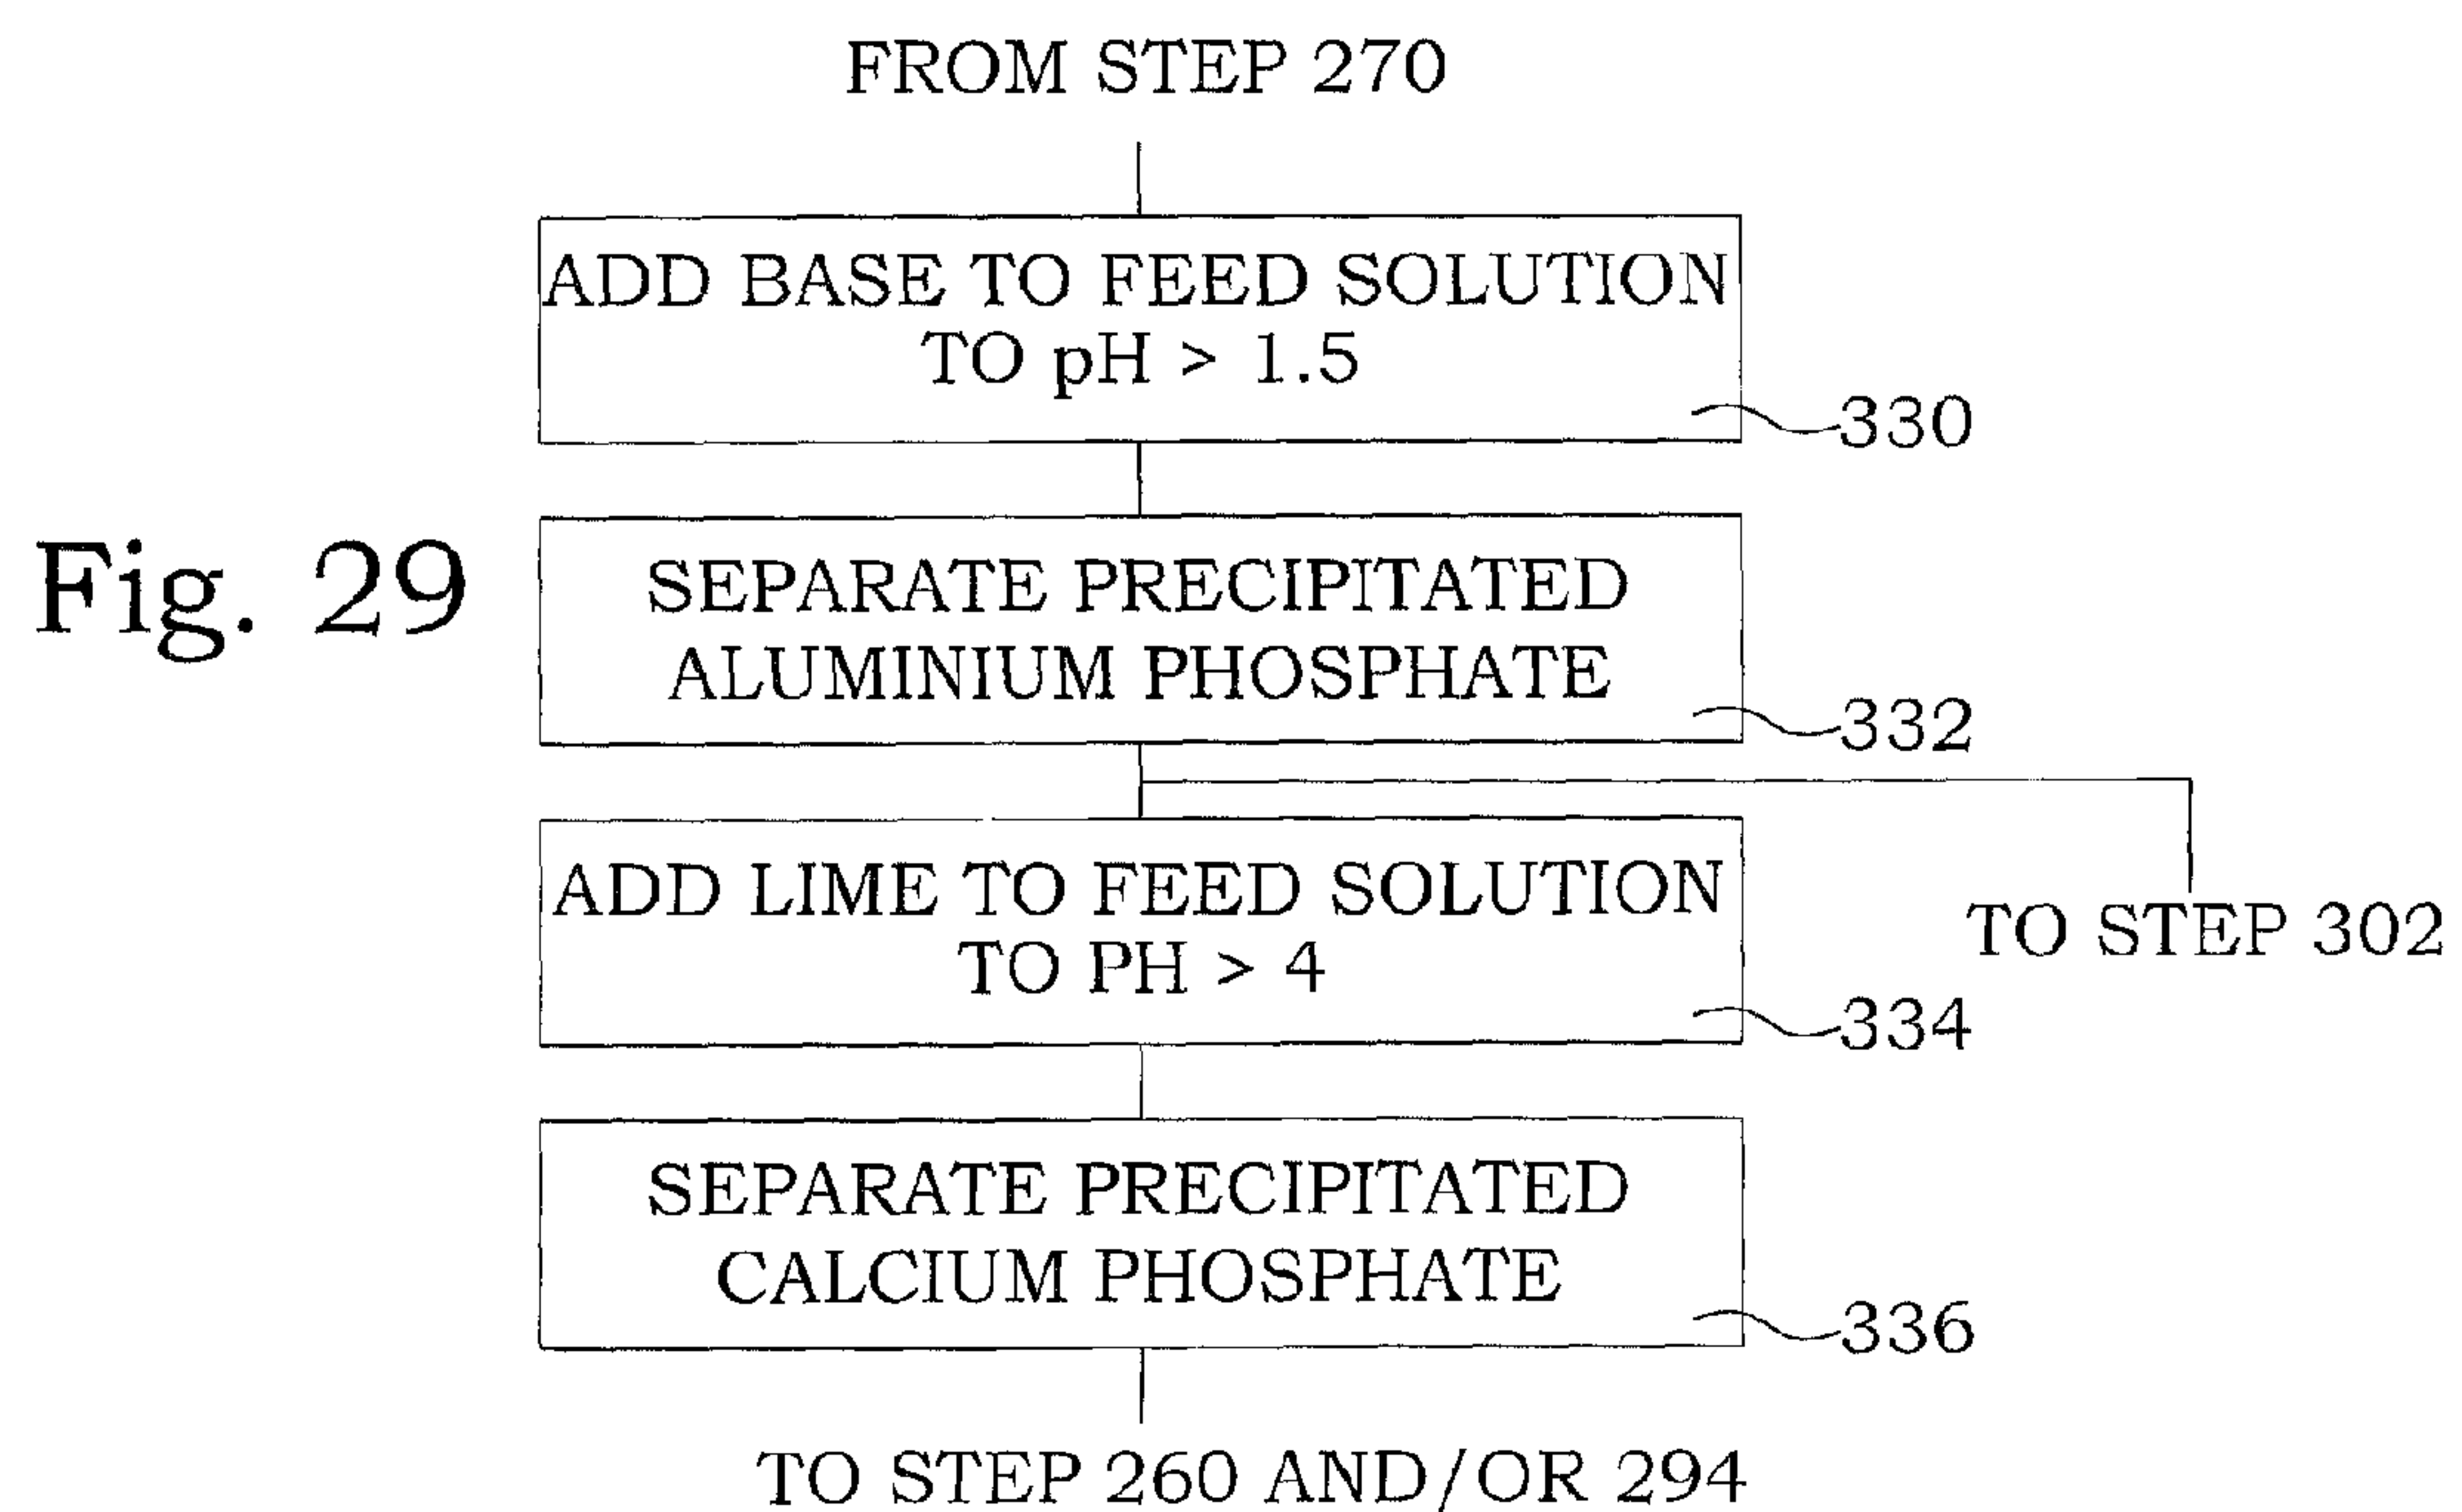 FROM STEP 270
ADD BASE TO FEED SOLUTION
TO pH > 1.5
330
Fig. 29
SEPARATE PRECIPITATED
ALUMINIUM PHOSPHATE
332
ADD LIME TO FEED SOLUTION
TO PH > 4
334
TO STEP 302
SEPARATE PRECIPITATED
CALCIUM PHOSPHATE
336
TO STEP 260 AND/OR 294